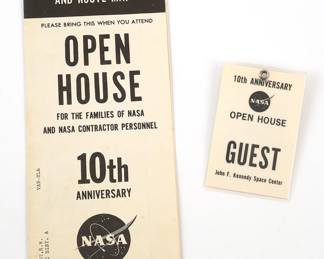 AND ROUTE MAP
PLEASE BRING THIS WHEN YOU ATTEND
OPEN
HOUSE
FOR THE FAMILIES OF NASA
AND NASA CONTRACTOR PERSONNEL
10th
ANNIVERSARY
NASA
10th ANNIVERSARY
NASA
OPEN HOUSE
GUEST
John F. Kennedy Space Center